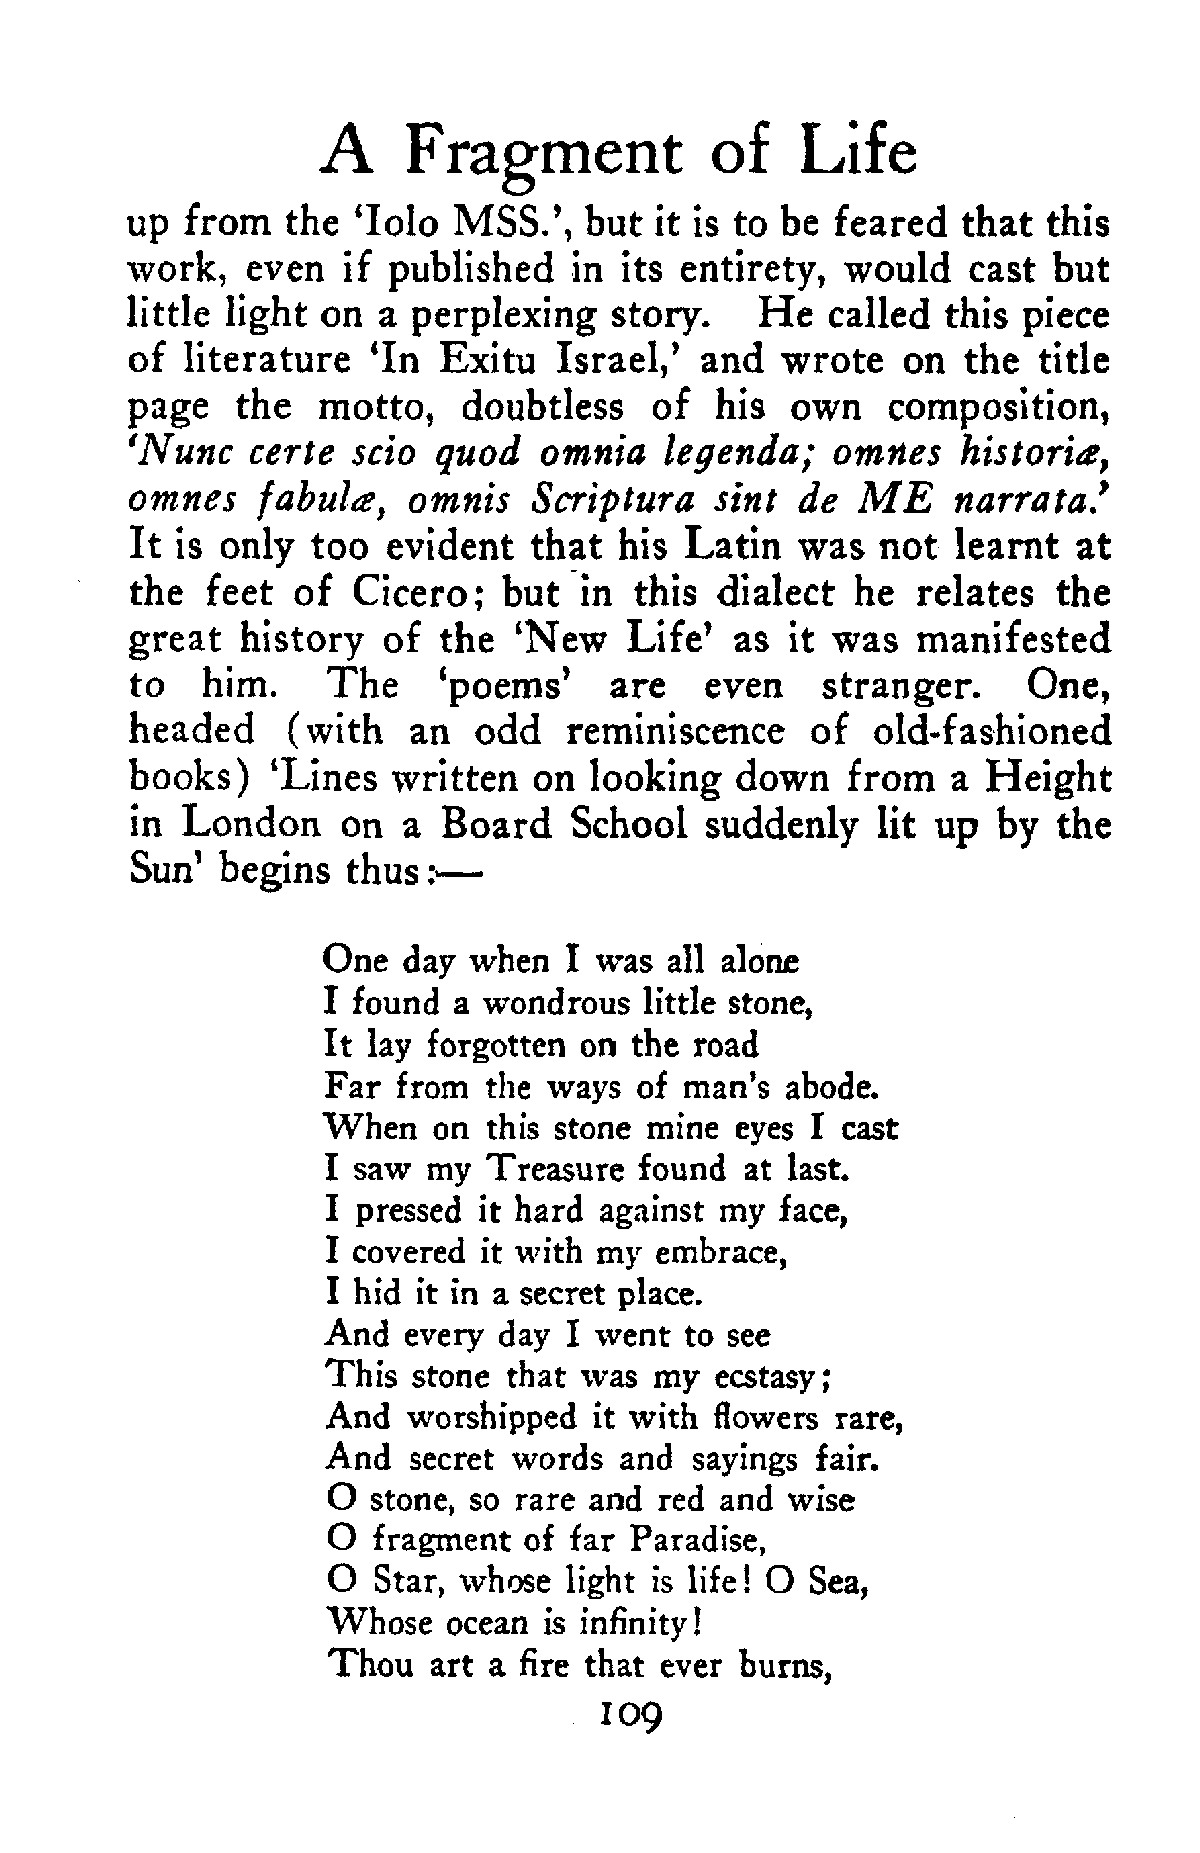 A Fragment of Life
up from the ‘Iolo MSS.’, but it is to be feared that this
work, even if published in its entirety, would cast but
little light on a perplexing story. He called this piece
of literature ‘In Exitu Israel,’ and wrote on the title
page the motto, doubtless of his own composition,
‘Nunc certe scio quod omnia legenda; omnes historiæ,
omnes fabulæ, omnis Scriptura sint de ME narrata.’
It is only too evident that his Latin was not learnt at
the feet of Cicero; but in this dialect he relates the
great history of the ‘New Life’ as it was manifested
to him. The ‘poems’ are even stranger. One,
headed (with an odd reminiscence of old-fashioned
books) ‘Lines written on looking down from a Height
in London on a Board School suddenly lit up by the
Sun’ begins thus:—
One day when I was all alone
I found a wondrous little stone,
It lay forgotten on the road
Far from the ways of man’s abode.
When on this stone mine eyes I cast
I saw my Treasure found at last.
I pressed it hard against my face,
I covered it with my embrace,
I hid it in a secret place.
And every day I went to see
This stone that was my ecstasy;
And worshipped it with flowers rare,
And secret words and sayings fair.
O stone, so rare and red and wise
O fragment of far Paradise,
O Star, whose light is life! O Sea,
Whose ocean is infinity!
Thou art a fire that ever burns,
109